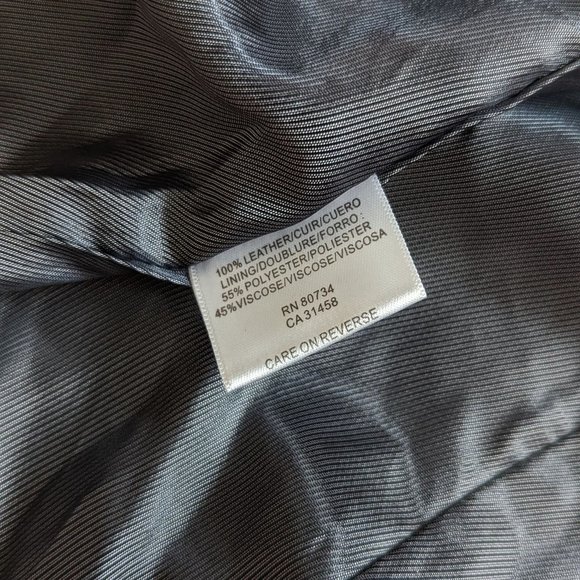 100% LEATHER/CUIR/CUERO
LINING/DOUBLURE/FORRO :
55% POLYESTER/POLIESTER
45%VISCOSE/VISCOSE/VISCOSA
RN 80734
CA 31458
CARE ON REVERSE